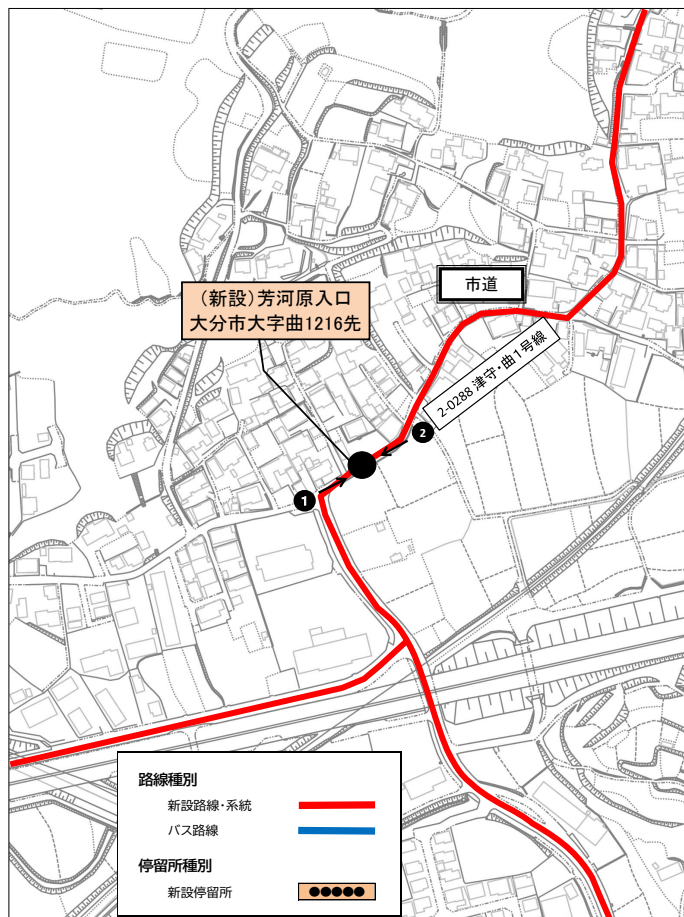 市道
(新設)芳河原入口
大分市大字曲1216先
2-0288 津守・曲1号線
2
1
路線種別
新設路線・系統
バス路線
停留所種別
新設停留所
●●●●●